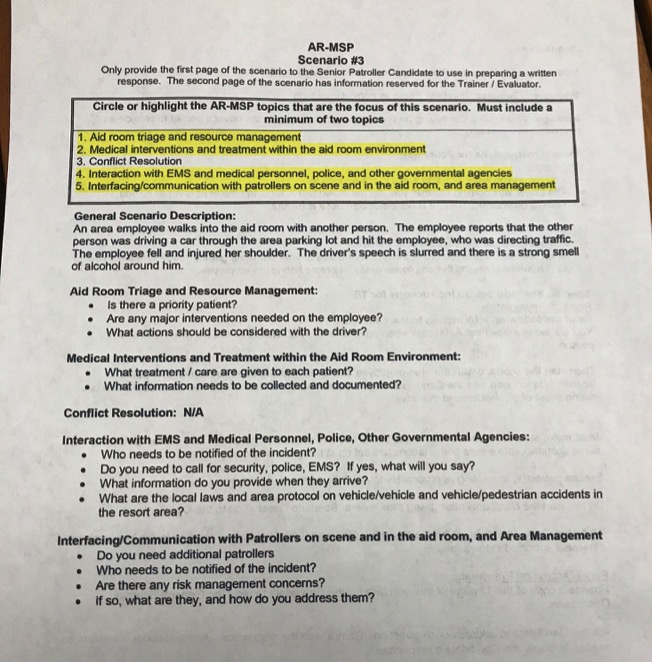 AR-MSP
Scenario #3
Only provide the first page of the scenario to the Senior Patroller Candidate to use in preparing a written
response. The second page of the scenario has information reserved for the Trainer / Evaluator.
Circle or highlight the AR-MSP topics that are the focus of this scenario. Must include a
minimum of two topics
1. Aid room triage and resource management
2. Medical interventions and treatment within the aid room environment
3. Conflict Resolution
4. Interaction with EMS and medical personnel, police, and other governmental agencies
5. Interfacing/communication with patrollers on scene and in the aid room, and area management
General Scenario Description:
An area employee walks into the aid room with another person. The employee reports that the other
person was driving a car through the area parking lot and hit the employee, who was directing traffic.
The employee fell and injured her shoulder. The driver's speech is slurred and there is a strong smell
of alcohol around him.
Aid Room Triage and Resource Management:
• Is there a priority patient?
• Are any major interventions needed on the employee?
• What actions should be considered with the driver?
Medical Interventions and Treatment within the Aid Room Environment:
• What treatment / care are given to each patient?
• What information needs to be collected and documented?
Conflict Resolution: N/A
Interaction with EMS and Medical Personnel, Police, Other Governmental Agencies:
• Who needs to be notified of the incident?
• Do you need to call for security, police, EMS? If yes, what will you say?
• What information do you provide when they arrive?
• What are the local laws and area protocol on vehicle/vehicle and vehicle/pedestrian accidents in
the resort area?
Interfacing/Communication with Patrollers on scene and in the aid room, and Area Management
• Do you need additional patrollers
• Who needs to be notified of the incident?
• Are there any risk management concerns?
• If so, what are they, and how do you address them?